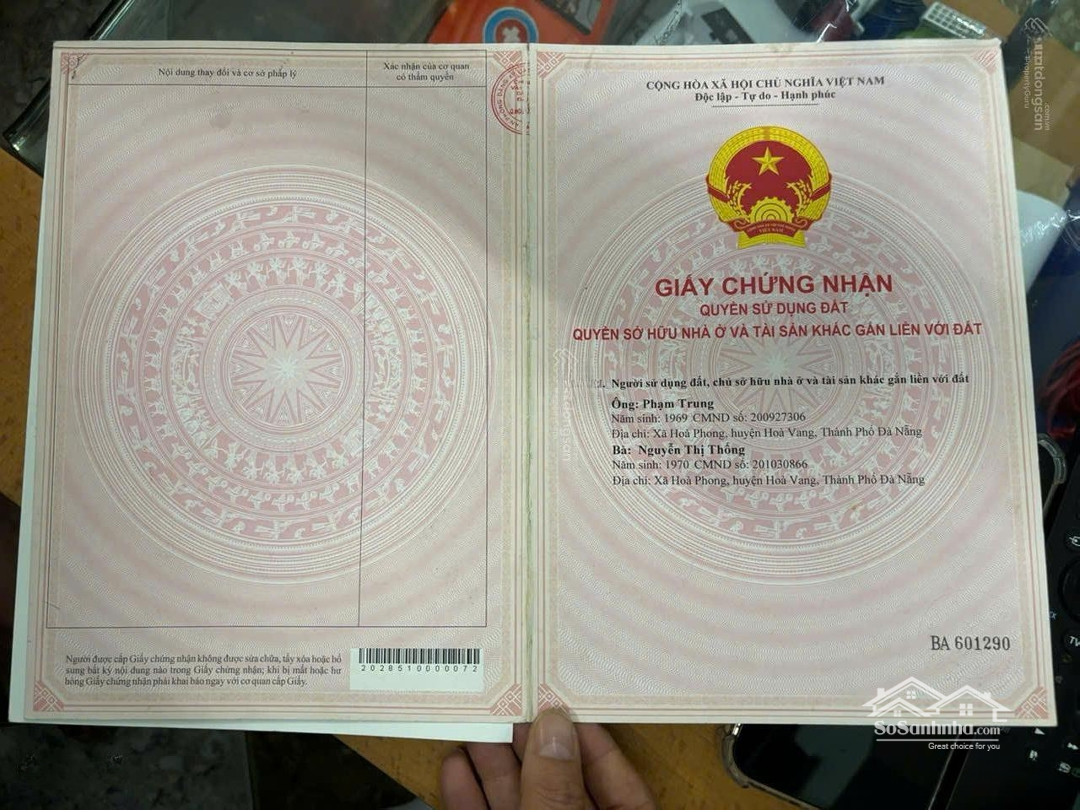 Nội dung thay đổi và cơ sở pháp lý
Xác nhận của cơ quan
có thẩm quyền
Người được cấp Giấy chứng nhận không được sửa chữa, tẩy xóa hoặc bổ
sung bất kỳ nội dung nào trong Giấy chứng nhận; khi bị mất hoặc hư
hỏng Giấy chứng nhận phải khai báo ngay với cơ quan cấp Giấy.
2028510000072
CỘNG HÒA XÃ HỘI CHỦ NGHĨA VIỆT NAM
Độc lập - Tự do - Hạnh phúc
VIỆT NAM
GIẤY CHỨNG NHẬN
QUYỀN SỬ DỤNG ĐẤT
QUYỀN SỞ HỮU NHÀ Ở VÀ TÀI SẢN KHÁC GẮN LIỀN VỚI ĐẤT
I. Người sử dụng đất, chủ sở hữu nhà ở và tài sản khác gắn liền với đất
Ông: Phạm Trung
Năm sinh: 1969 CMND số: 200927306
Địa chỉ: Xã Hoà Phong, huyện Hoà Vang, Thành Phố Đà Nẵng
Bà: Nguyễn Thị Thống
Năm sinh: 1970 CMND số: 201030866
Địa chỉ: Xã Hoà Phong, huyện Hoà Vang, Thành Phố Đà Nẵng
BA 601290
SoSanhnha.com
Great choice for you